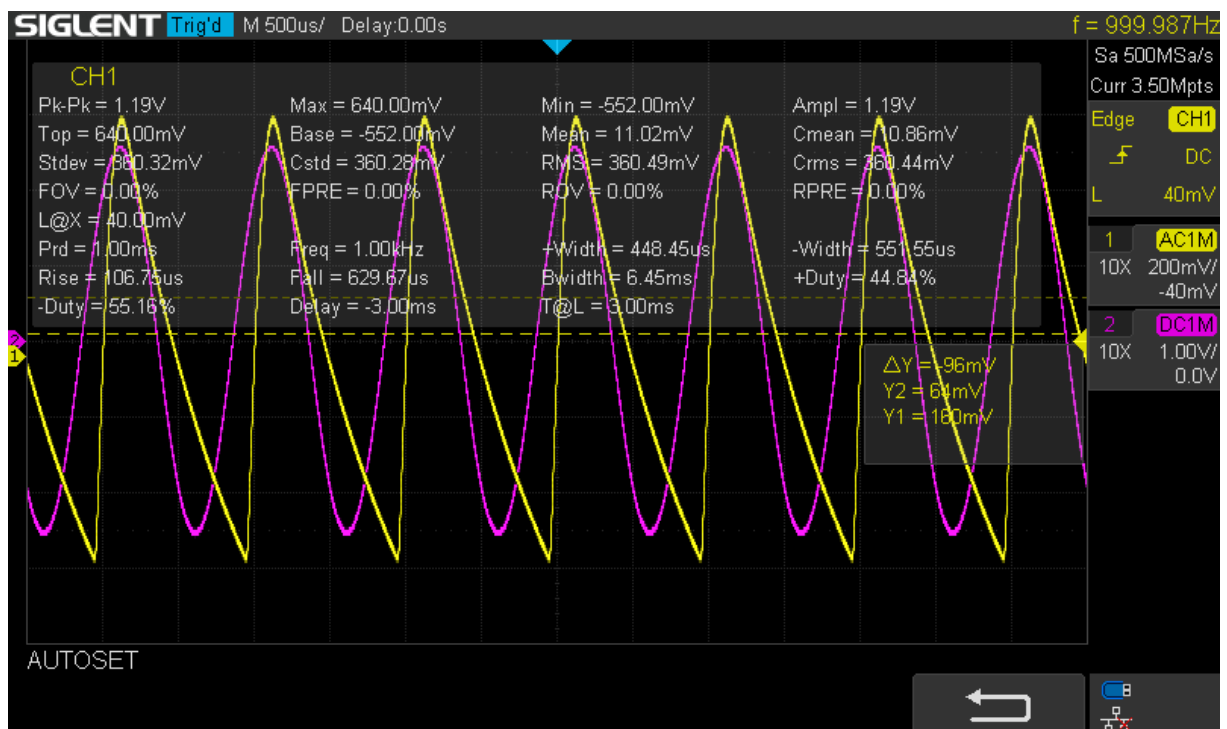 SIGLENT Trig'd M 500us/ Delay:0.00s f = 999.987Hz
Sa 500MSa/s
Curr 3.50Mpts
CH1
Pk-Pk = 1.19V Max = 640.00mV Min = -552.00mV Ampl = 1.19V
Top = 640.00mV Base = -552.00mV Mean = 11.02mV Cmean = 10.86mV
Stdev = 360.32mV Cstd = 360.28mV RMS = 360.49mV Crms = 360.44mV
FOV = 0.00% FPRE = 0.00% ROV = 0.00% RPRE = 0.00%
L@X = 40.00mV
Prd = 1.00ms Freq = 1.00kHz +Width = 448.45us -Width = 551.55us
Rise = 106.75us Fall = 629.67us Bwidth = 6.45ms +Duty = 44.84%
-Duty = 55.16% Delay = -3.00ms T@L = 3.00ms
Edge CH1
DC
L 40mV
1 AC1M
10X 200mV/
-40mV
2 DC1M
10X 1.00V/
0.0V
2
1
△Y = -96mV
Y2 = 64mV
Y1 = 160mV
AUTOSET